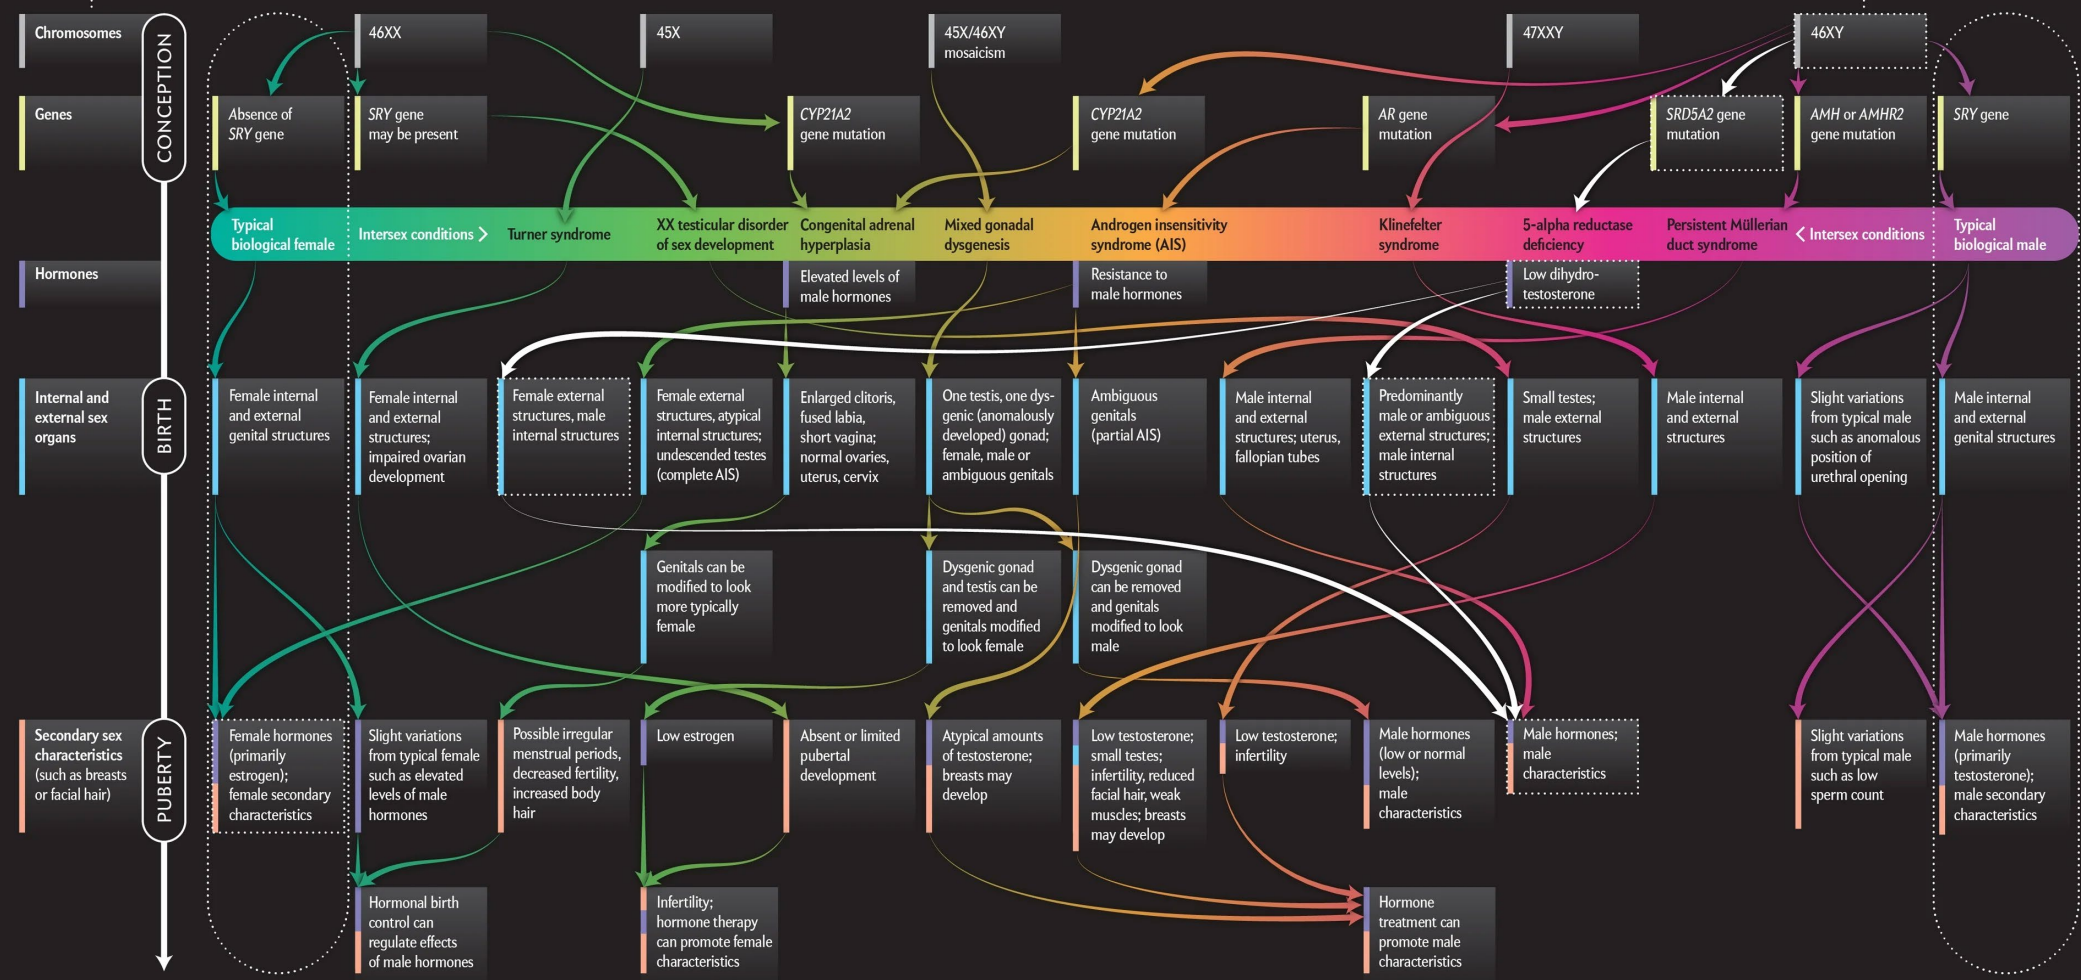 Chromosomes
CONCEPTION
46XX
45X
45X/46XY
mosaicism
47XXY
46XY
Genes
Absence of
SRY gene
SRY gene
may be present
CYP21A2
gene mutation
CYP21A2
gene mutation
AR gene
mutation
SRD5A2 gene
mutation
AMH or AMHR2
gene mutation
SRY gene
Typical
biological female
Intersex conditions >
Turner syndrome
XX testicular disorder
of sex development
Congenital adrenal
hyperplasia
Mixed gonadal
dysgenesis
Androgen insensitivity
syndrome (AIS)
Klinefelter
syndrome
5-alpha reductase
deficiency
Persistent Müllerian
duct syndrome
< Intersex conditions
Typical
biological male
Hormones
Elevated levels of
male hormones
Resistance to
male hormones
Low dihydro-
testosterone
Internal and
external sex
organs
BIRTH
Female internal
and external
genital structures
Female internal
and external
structures;
impaired ovarian
development
Female external
structures, male
internal structures
Female external
structures, atypical
internal structures;
undescended testes
(complete AIS)
Enlarged clitoris,
fused labia,
short vagina;
normal ovaries,
uterus, cervix
One testis, one dys-
genic (anomalously
developed) gonad;
female, male or
ambiguous genitals
Ambiguous
genitals
(partial AIS)
Male internal
and external
structures; uterus,
fallopian tubes
Predominantly
male or ambiguous
external structures;
male internal
structures
Small testes;
male external
structures
Male internal
and external
structures
Slight variations
from typical male
such as anomalous
position of
urethral opening
Male internal
and external
genital structures
Genitals can be
modified to look
more typically
female
Dysgenic gonad
and testis can be
removed and
genitals modified
to look female
Dysgenic gonad
can be removed
and genitals
modified to look
male
Secondary sex
characteristics
(such as breasts
or facial hair)
PUBERTY
Female hormones
(primarily
estrogen);
female secondary
characteristics
Slight variations
from typical female
such as elevated
levels of male
hormones
Possible irregular
menstrual periods,
decreased fertility,
increased body
hair
Low estrogen
Absent or limited
pubertal
development
Atypical amounts
of testosterone;
breasts may
develop
Low testosterone;
small testes;
infertility, reduced
facial hair, weak
muscles; breasts
may develop
Low testosterone;
infertility
Male hormones
(low or normal
levels);
male
characteristics
Male hormones;
male
characteristics
Slight variations
from typical male
such as low
sperm count
Male hormones
(primarily
testosterone);
male secondary
characteristics
Hormonal birth
control can
regulate effects
of male hormones
Infertility;
hormone therapy
can promote female
characteristics
Hormone
treatment can
promote male
characteristics